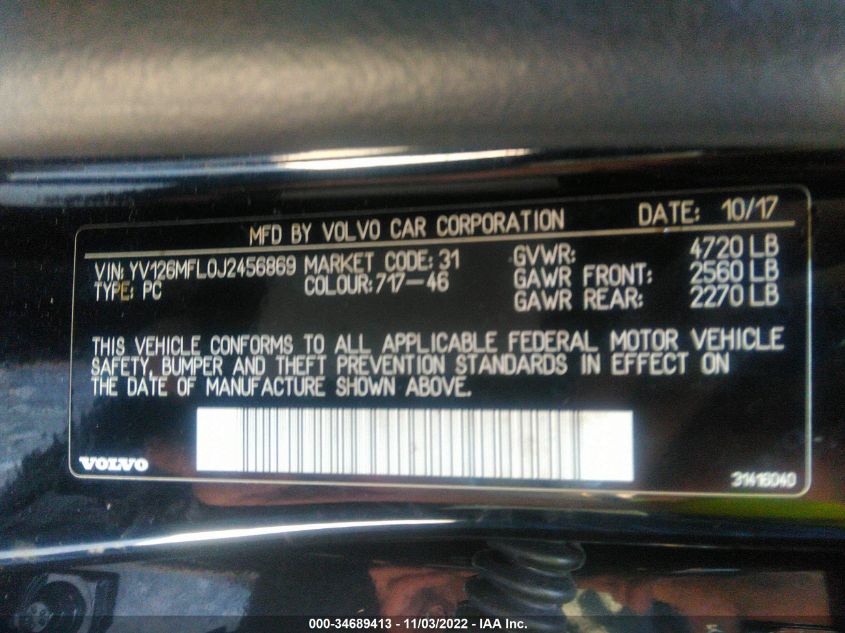 MFD BY VOLVO CAR CORPORATION DATE: 10/17
VIN: YV126MFL0J2456869 MARKET CODE: 31 GVWR: 4720 LB
TYPE: PC COLOUR: 717-46 GAWR FRONT: 2560 LB
GAWR REAR: 2270 LB
THIS VEHICLE CONFORMS TO ALL APPLICABLE FEDERAL MOTOR VEHICLE
SAFETY, BUMPER AND THEFT PREVENTION STANDARDS IN EFFECT ON
THE DATE OF MANUFACTURE SHOWN ABOVE.
VOLVO 31416040
000-34689413 - 11/03/2022 - IAA Inc.